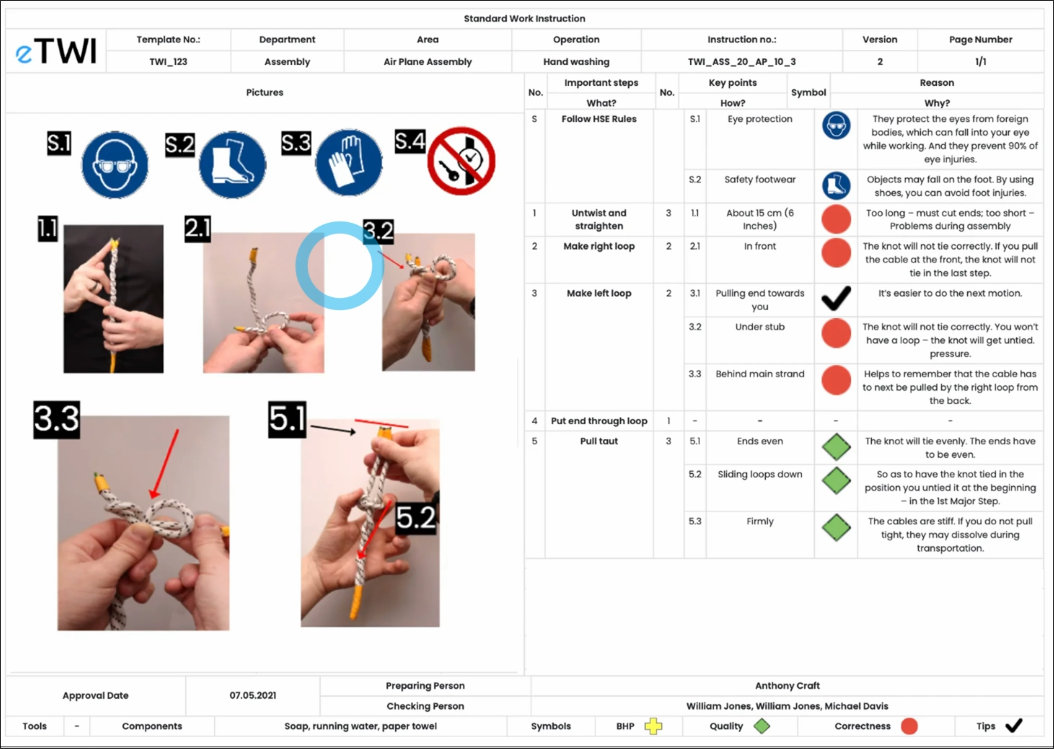 Standard Work Instruction
eTWI
Template No.: Department Area Operation Instruction no.: Version Page Number
TWI_123 Assembly Air Plane Assembly Hand washing TWI_ASS_20_AP_10_3 2 1/1
Pictures
S.1 S.2 S.3 S.4
1.1 2.1 3.2
3.3 5.1
5.2
No. Important steps No. Key points Symbol Reason
What? How? Why?
S Follow HSE Rules S.1 Eye protection They protect the eyes from foreign
bodies, which can fall into your eye
while working. And they prevent 90% of
eye injuries.
S.2 Safety footwear Objects may fall on the foot. By using
shoes, you can avoid foot injuries.
1 Untwist and 3 1.1 About 15 cm (6 Too long – must cut ends; too short –
straighten Inches) Problems during assembly
2 Make right loop 2 2.1 In front The knot will not tie correctly. If you pull
the cable at the front, the knot will not
tie in the last step.
3 Make left loop 2 3.1 Pulling end towards It's easier to do the next motion.
you
3.2 Under stub The knot will not tie correctly. You won't
have a loop – the knot will get untied.
pressure.
3.3 Behind main strand Helps to remember that the cable has
to next be pulled by the right loop from
the back.
4 Put end through loop 1 - - - -
5 Pull taut 3 5.1 Ends even The knot will tie evenly. The ends have
to be even.
5.2 Sliding loops down So as to have the knot tied in the
position you untied it at the beginning
– in the 1st Major Step.
5.3 Firmly The cables are stiff. If you do not pull
tight, they may dissolve during
transportation.
Approval Date 07.05.2021 Preparing Person Anthony Craft
Checking Person William Jones, William Jones, Michael Davis
Tools - Components Soap, running water, paper towel Symbols BHP Quality Correctness Tips